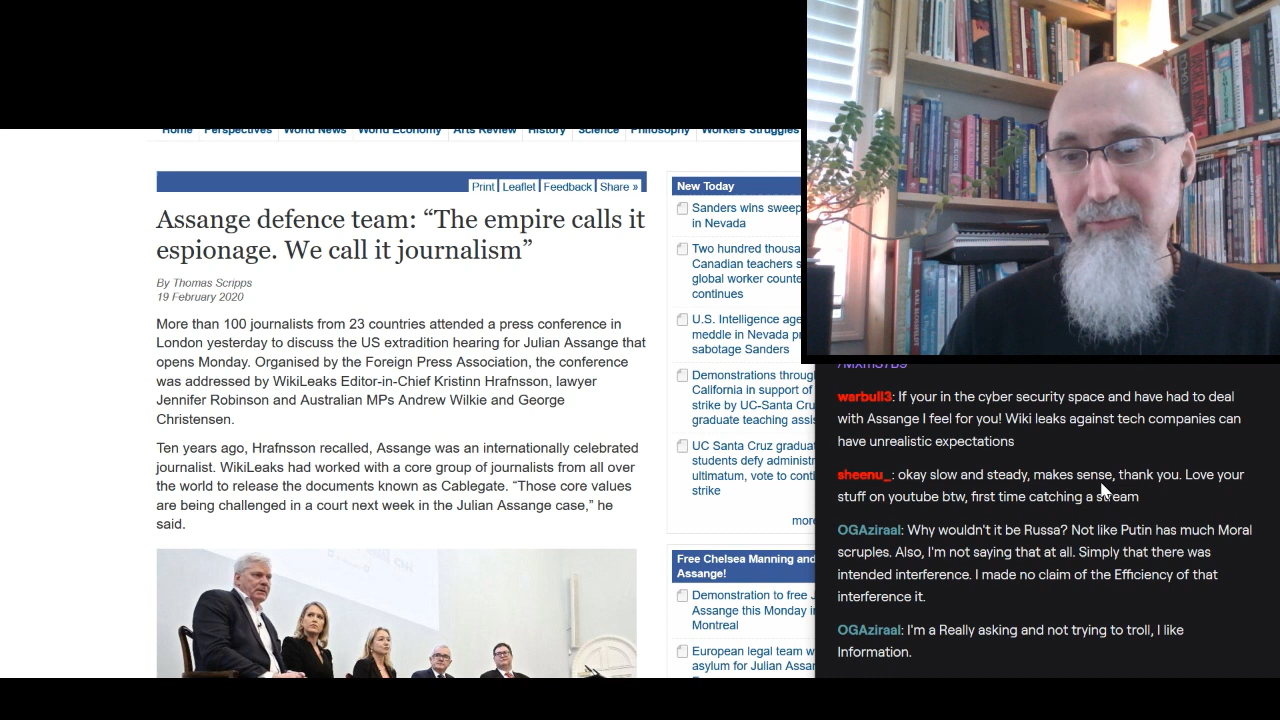 Home Perspectives World News World Economy Arts Review History Science Philosophy Workers Struggles
Print Leaflet Feedback Share »
Assange defence team: “The empire calls it
espionage. We call it journalism”
By Thomas Scripps
19 February 2020
More than 100 journalists from 23 countries attended a press conference in
London yesterday to discuss the US extradition hearing for Julian Assange that
opens Monday. Organised by the Foreign Press Association, the conference
was addressed by WikiLeaks Editor-in-Chief Kristinn Hrafnsson, lawyer
Jennifer Robinson and Australian MPs Andrew Wilkie and George
Christensen.
Ten years ago, Hrafnsson recalled, Assange was an internationally celebrated
journalist. WikiLeaks had worked with a core group of journalists from all over
the world to release the documents known as Cablegate. “Those core values
are being challenged in a court next week in the Julian Assange case,” he
said.
New Today
Sanders wins sweep
in Nevada
Two hundred thousa
Canadian teachers s
global worker counte
continues
U.S. Intelligence age
meddle in Nevada pr
sabotage Sanders
Demonstrations throug
California in support of
strike by UC-Santa Cru
graduate teaching assis
UC Santa Cruz graduat
students defy administr
ultimatum, vote to conti
strike
more
Free Chelsea Manning and
Assange!
Demonstration to free J
Assange this Monday in
Montreal
European legal team w
asylum for Julian Assan
warbull3: If your in the cyber security space and have had to deal
with Assange I feel for you! Wiki leaks against tech companies can
have unrealistic expectations
sheenu_: okay slow and steady, makes sense, thank you. Love your
stuff on youtube btw, first time catching a stream
OGAziraal: Why wouldn't it be Russa? Not like Putin has much Moral
scruples. Also, I'm not saying that at all. Simply that there was
intended interference. I made no claim of the Efficiency of that
interference it.
OGAziraal: I'm a Really asking and not trying to troll, I like
Information.